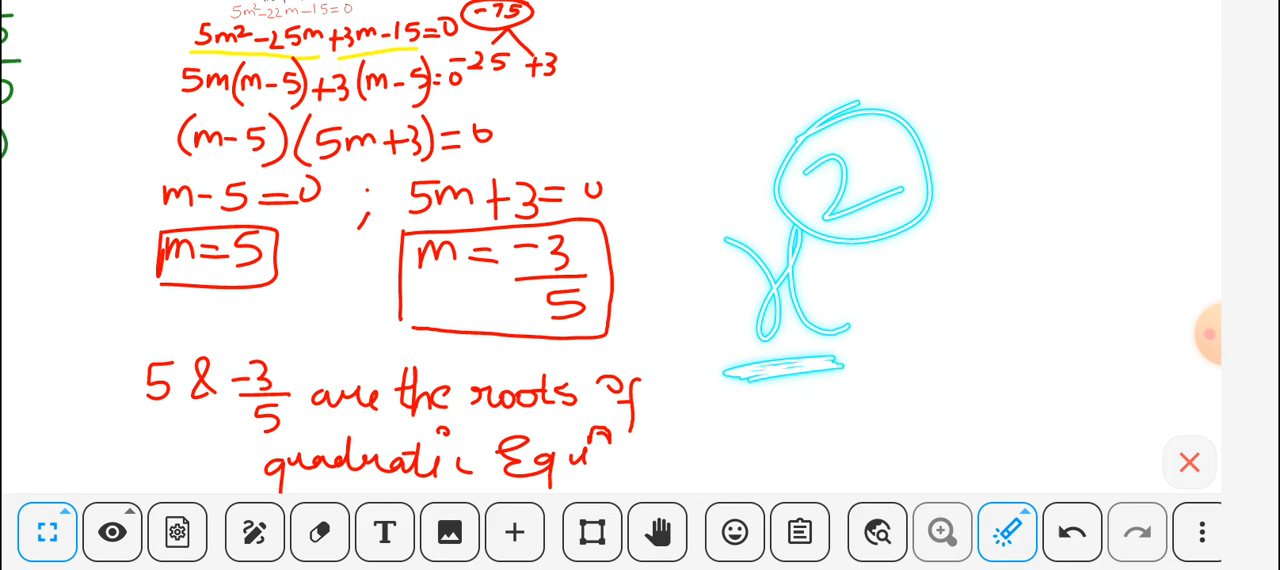 5m²-22m-15=0
5m²-25m+3m-15=0 -75
5m(m-5)+3(m-5)=0 -25 +3
(m-5)(5m+3)=0
m-5=0 ; 5m+3=0
m=5 m=-3/5
5 & -3/5 are the roots of
quadratic Equn
x²
T